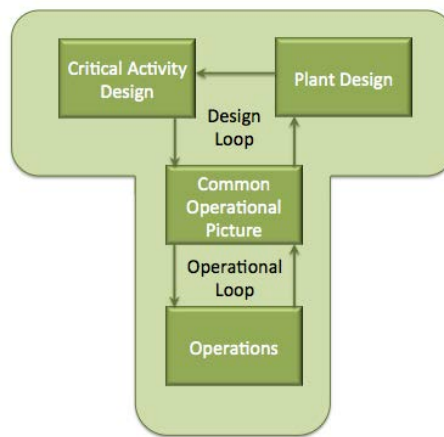 Critical Activity
Design
Plant Design
Design
Loop
Common
Operational
Picture
Operational
Loop
Operations